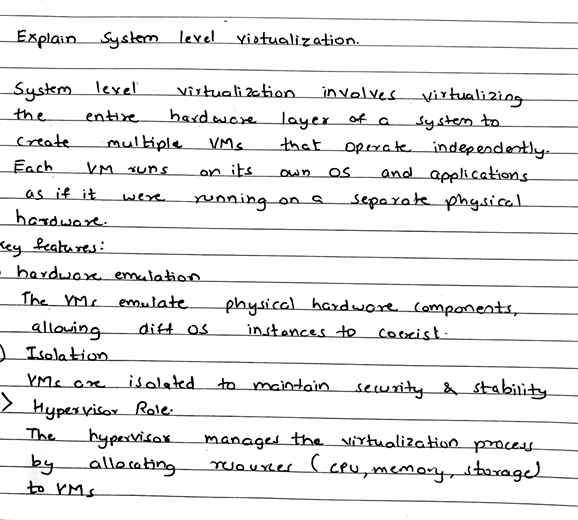 Explain System level virtualization.
System level virtualization involves virtualizing
the entire hardware layer of a system to
create multiple VMs that operate independently.
Each VM runs on its own OS and applications
as if it were running on a separate physical
hardware.
key features:
hardware emulation
The VMs emulate physical hardware components,
allowing diff OS instances to coexist.
) Isolation
VMs are isolated to maintain security & stability
> Hypervisor Role.
The hypervisor manages the virtualization process
by allocating resources (CPU, memory, storage)
to VMs